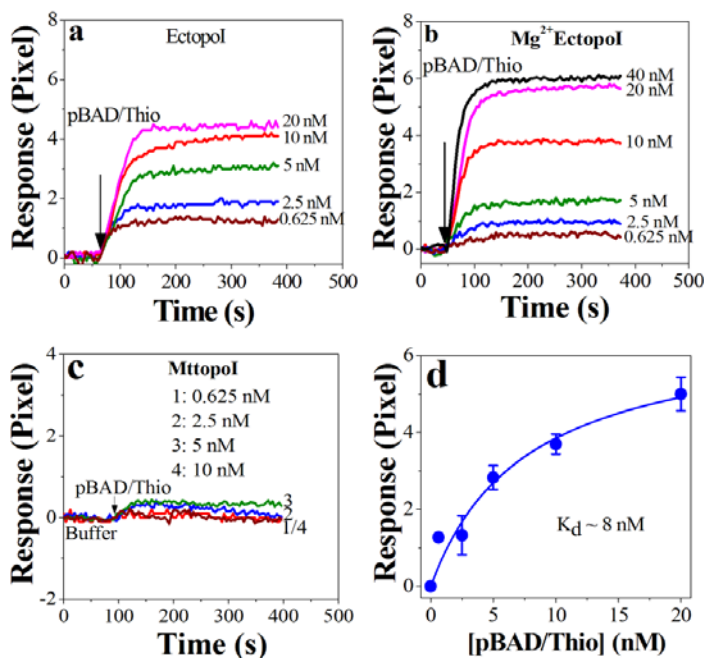 a
EctopoI
pBAD/Thio
20 nM
10 nM
5 nM
2.5 nM
0.625 nM
Response (Pixel)
8
6
4
2
0
0 100 200 300 400 500
Time (s)
b
Mg²⁺EctopoI
pBAD/Thio
40 nM
20 nM
10 nM
5 nM
2.5 nM
0.625 nM
Response (Pixel)
8
6
4
2
0
0 100 200 300 400 500
Time (s)
c
MttopoI
1: 0.625 nM
2: 2.5 nM
3: 5 nM
4: 10 nM
pBAD/Thio
Buffer
3
2
1/4
Response (Pixel)
4
2
0
-2
0 100 200 300 400 500
Time (s)
d
K_d ~ 8 nM
Response (Pixel)
6
4
2
0
0 5 10 15 20
[pBAD/Thio] (nM)